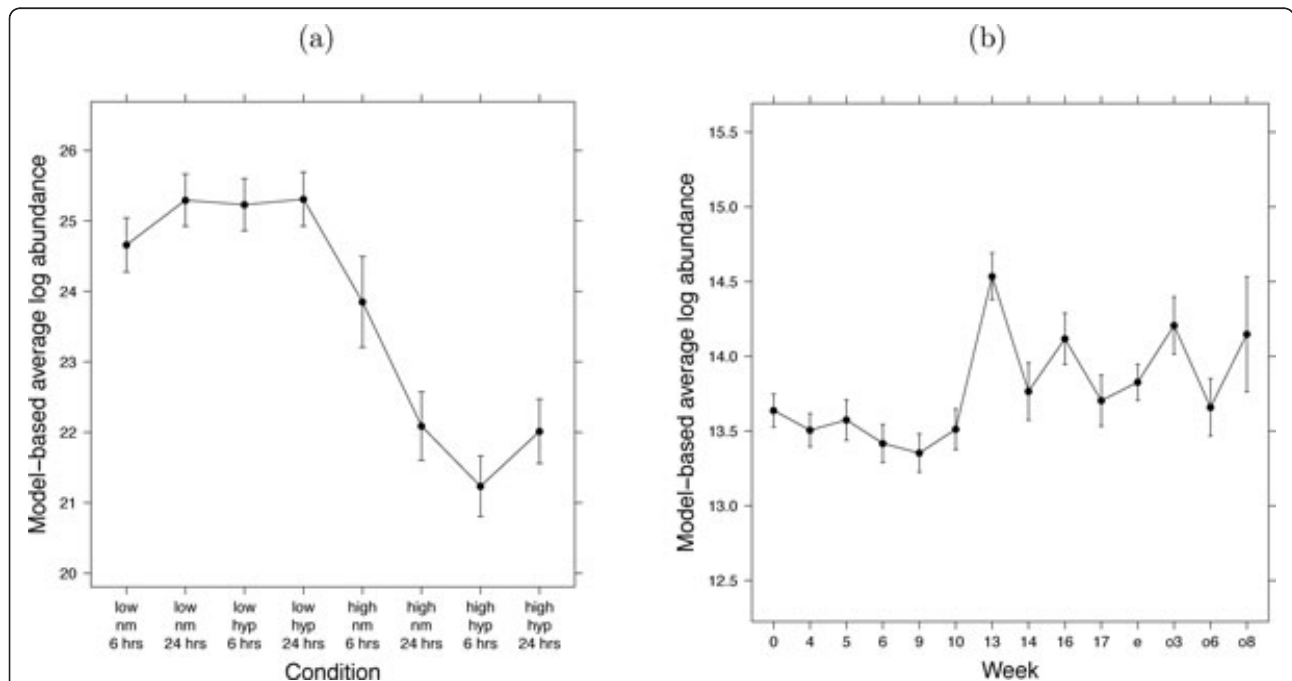 (a)
Model-based average log abundance
26
25
24
23
22
21
20
low low low low high high high high
nm nm hyp hyp nm nm hyp hyp
6 hrs 24 hrs 6 hrs 24 hrs 6 hrs 24 hrs 6 hrs 24 hrs
Condition
(b)
Model-based average log abundance
15.5
15.0
14.5
14.0
13.5
13.0
12.5
0 4 5 6 9 10 13 14 16 17 e o3 o6 o8
Week